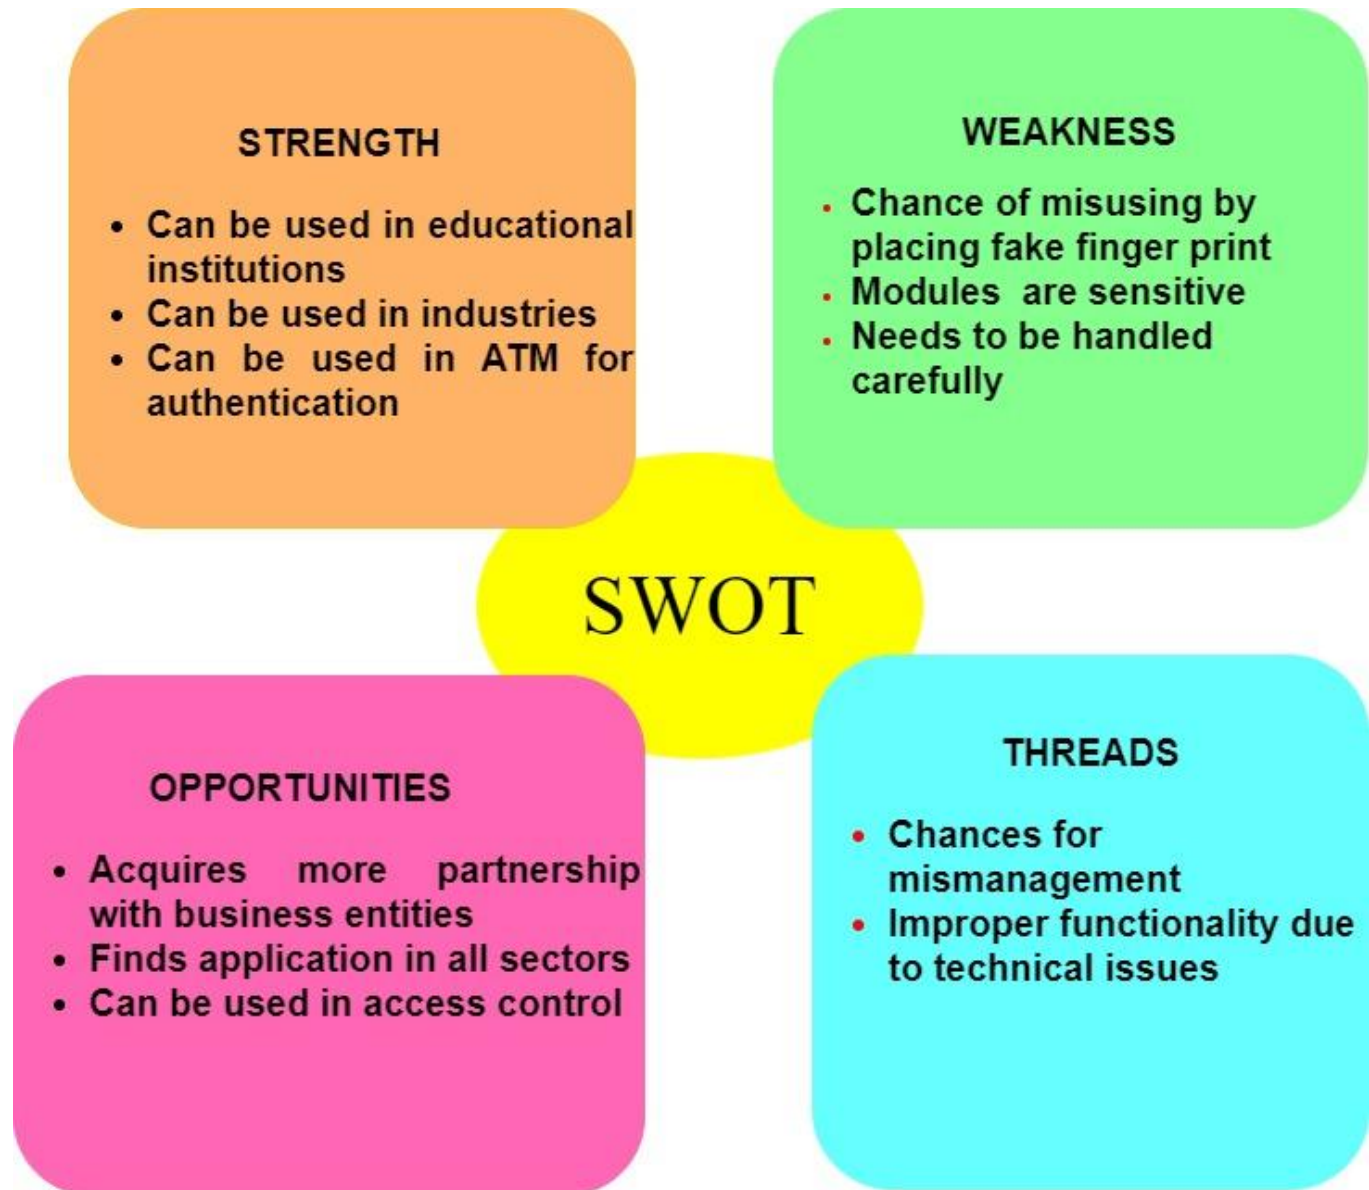 STRENGTH
• Can be used in educational
institutions
• Can be used in industries
• Can be used in ATM for
authentication
WEAKNESS
• Chance of misusing by
placing fake finger print
• Modules are sensitive
• Needs to be handled
carefully
SWOT
OPPORTUNITIES
• Acquires more partnership
with business entities
• Finds application in all sectors
• Can be used in access control
THREADS
• Chances for
mismanagement
• Improper functionality due
to technical issues